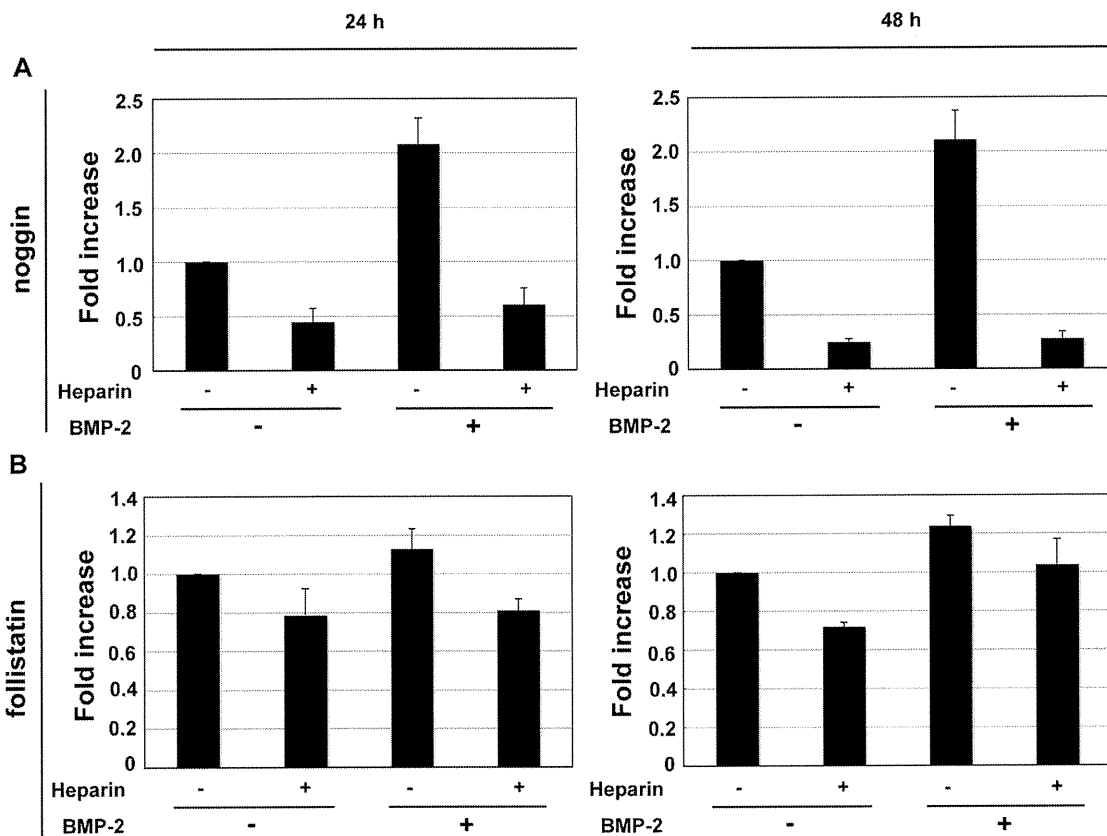 24 h
48 h
A
noggin
Fold increase
2.5
2.0
1.5
1.0
0.5
0
Heparin - + - +
BMP-2 - +
Fold increase
2.5
2.0
1.5
1.0
0.5
0
Heparin - + - +
BMP-2 - +
B
follistatin
Fold increase
1.4
1.2
1.0
0.8
0.6
0.4
0.2
0
Heparin - + - +
BMP-2 - +
Fold increase
1.4
1.2
1.0
0.8
0.6
0.4
0.2
0
Heparin - + - +
BMP-2 - +